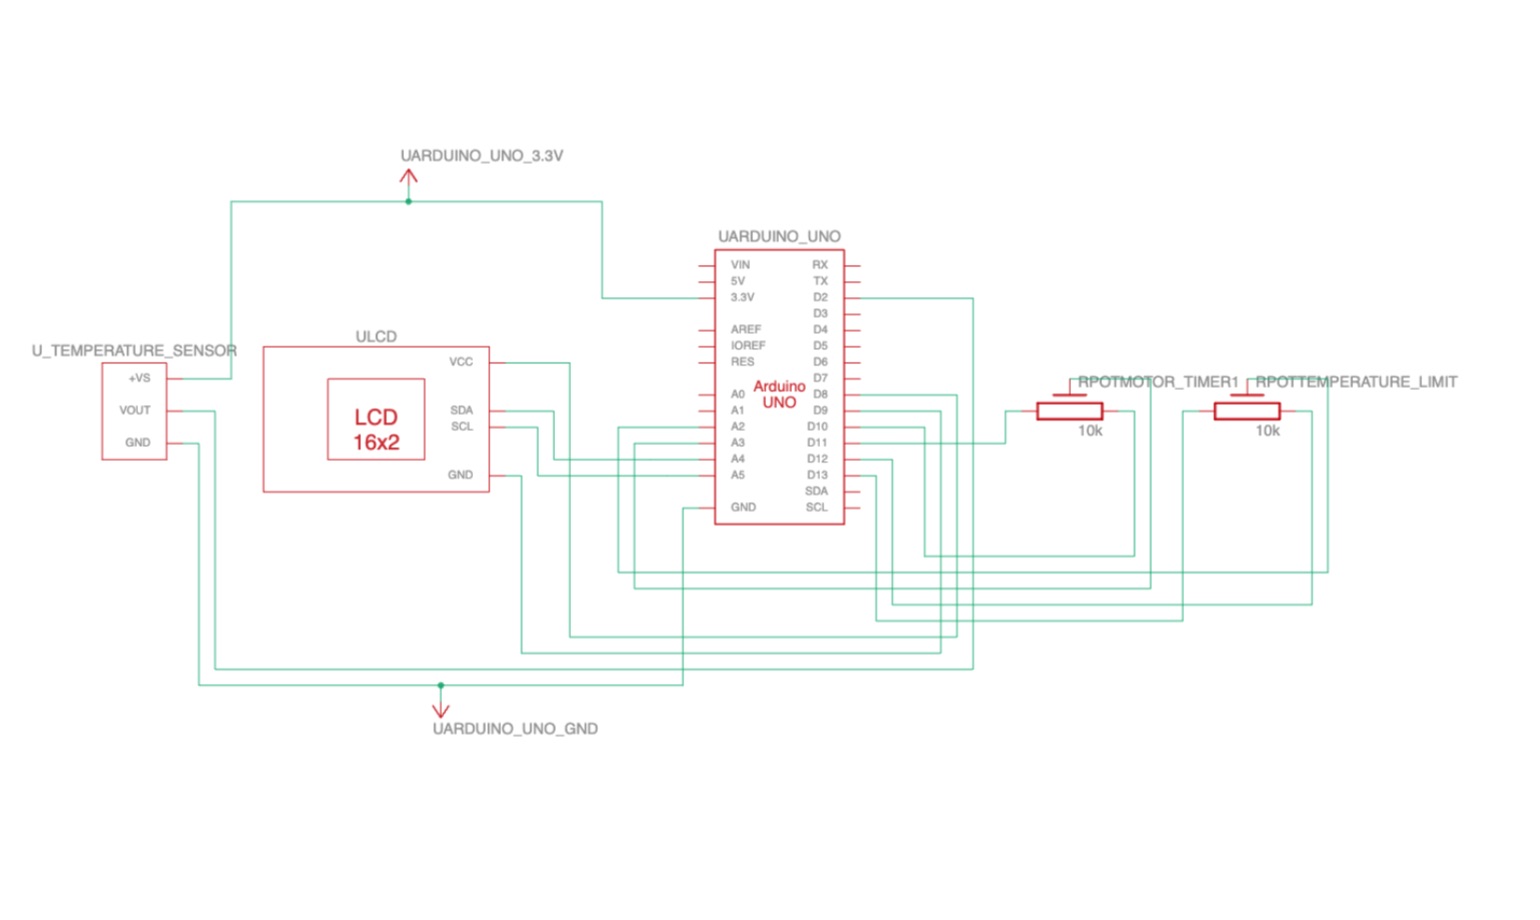 UARDUINO_UNO_3.3V
UARDUINO_UNO
VIN RX
5V TX
3.3V D2
D3
AREF D4
IOREF D5
RES D6
D7
A0 D8
A1 D9
A2 D10
A3 D11
A4 D12
A5 D13
SDA
GND SCL
Arduino
UNO
ULCD
VCC
SDA
SCL
GND
LCD
16x2
U_TEMPERATURE_SENSOR
+VS
VOUT
GND
RPOTMOTOR_TIMER1
10k
RPOTTEMPERATURE_LIMIT
10k
UARDUINO_UNO_GND